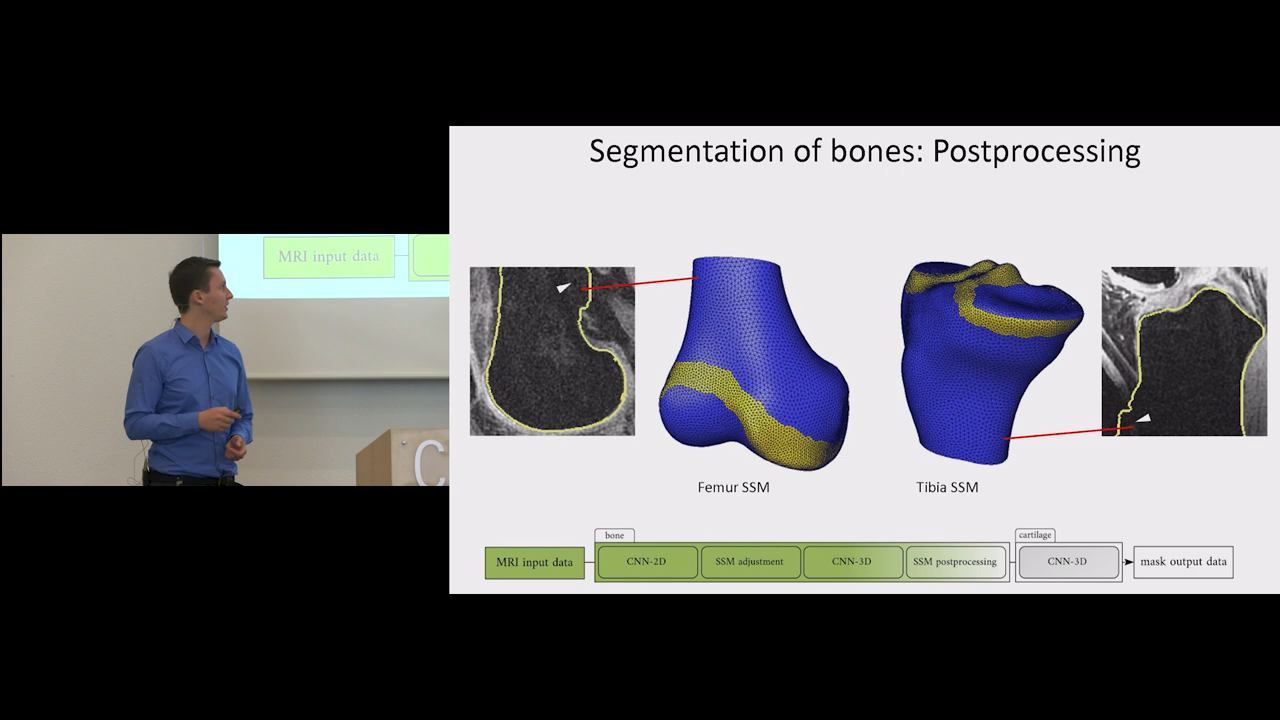 Segmentation of bones: Postprocessing
MRI input data
C
Femur SSM
Tibia SSM
bone
cartilage
MRI input data
CNN-2D
SSM adjustment
CNN-3D
SSM postprocessing
CNN-3D
mask output data